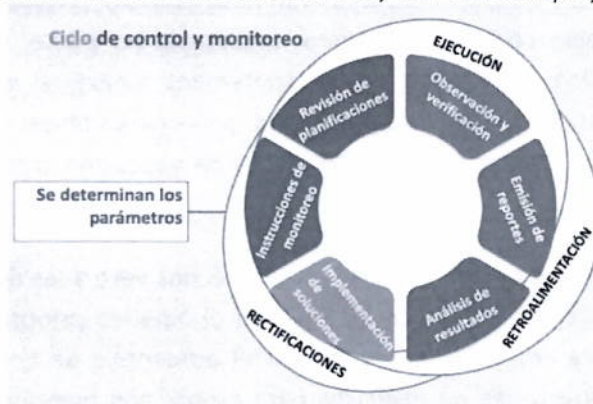 Ciclo de control y monitoreo
EJECUCIÓN
Revisión de
planificaciones
Observación y
verificación
Emisión de
reportes
RETROALIMENTACIÓN
Análisis de
resultados
Implementación
de
soluciones
RECTIFICACIONES
Instrucciones de
monitoreo
Se determinan los
parámetros